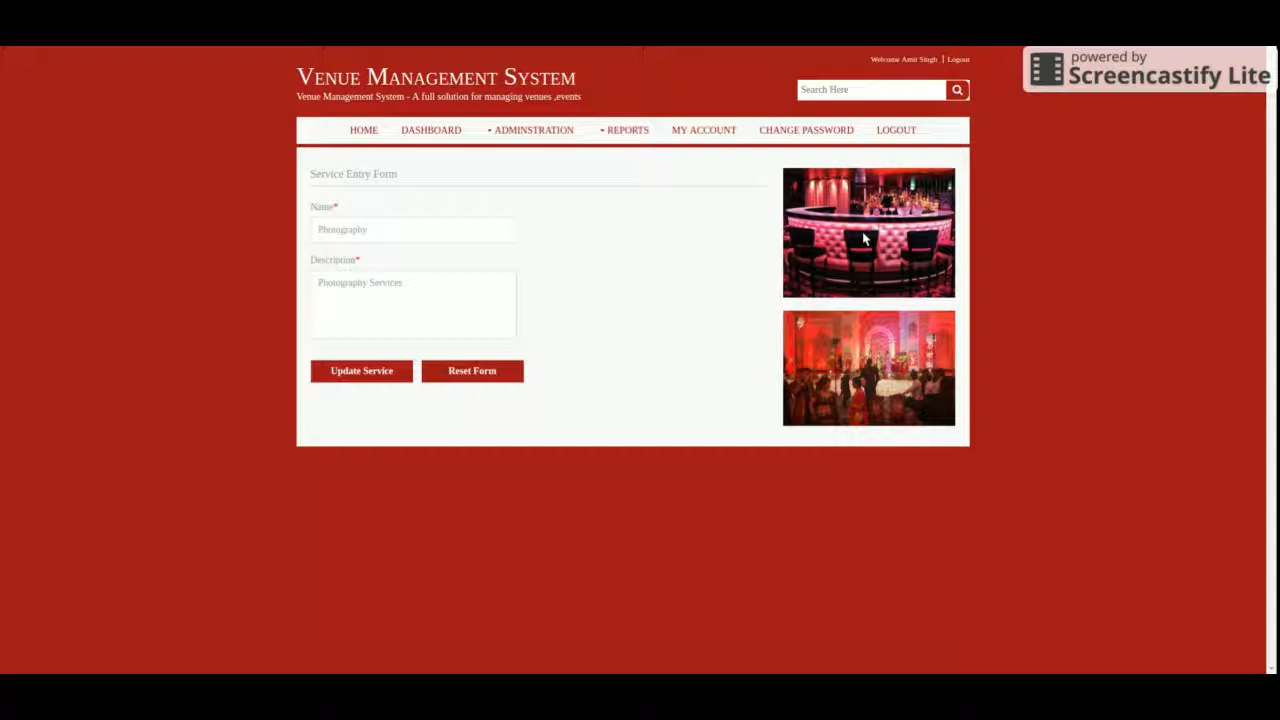 Welcome Amit Singh | Logout
Venue Management System
Venue Management System - A full solution for managing venues ,events
Search Here
powered by
Screencastify Lite
HOME DASHBOARD ADMINSTRATION REPORTS MY ACCOUNT CHANGE PASSWORD LOGOUT
Service Entry Form
Name*
Photography
Description*
Photography Services
Update Service Reset Form